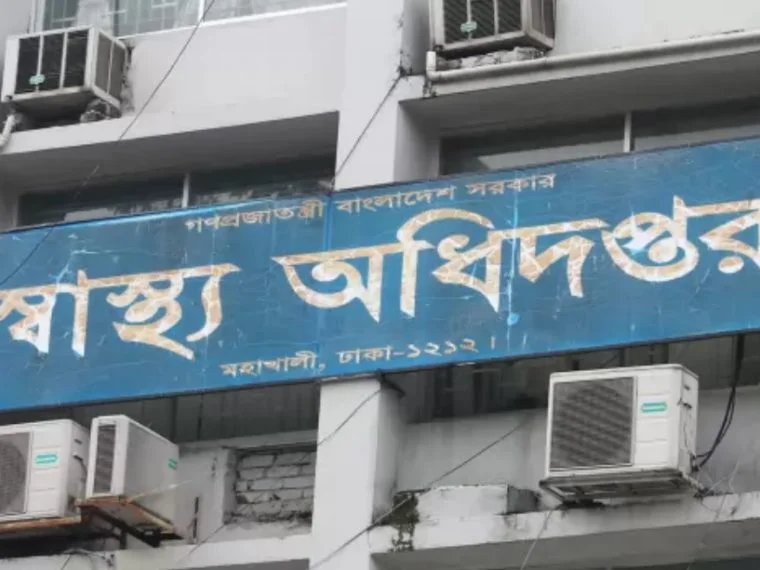 গণপ্রজাতন্ত্রী বাংলাদেশ সরকার
স্বাস্থ্য অধিদপ্তর
মহাখালী, ঢাকা-১২১২।